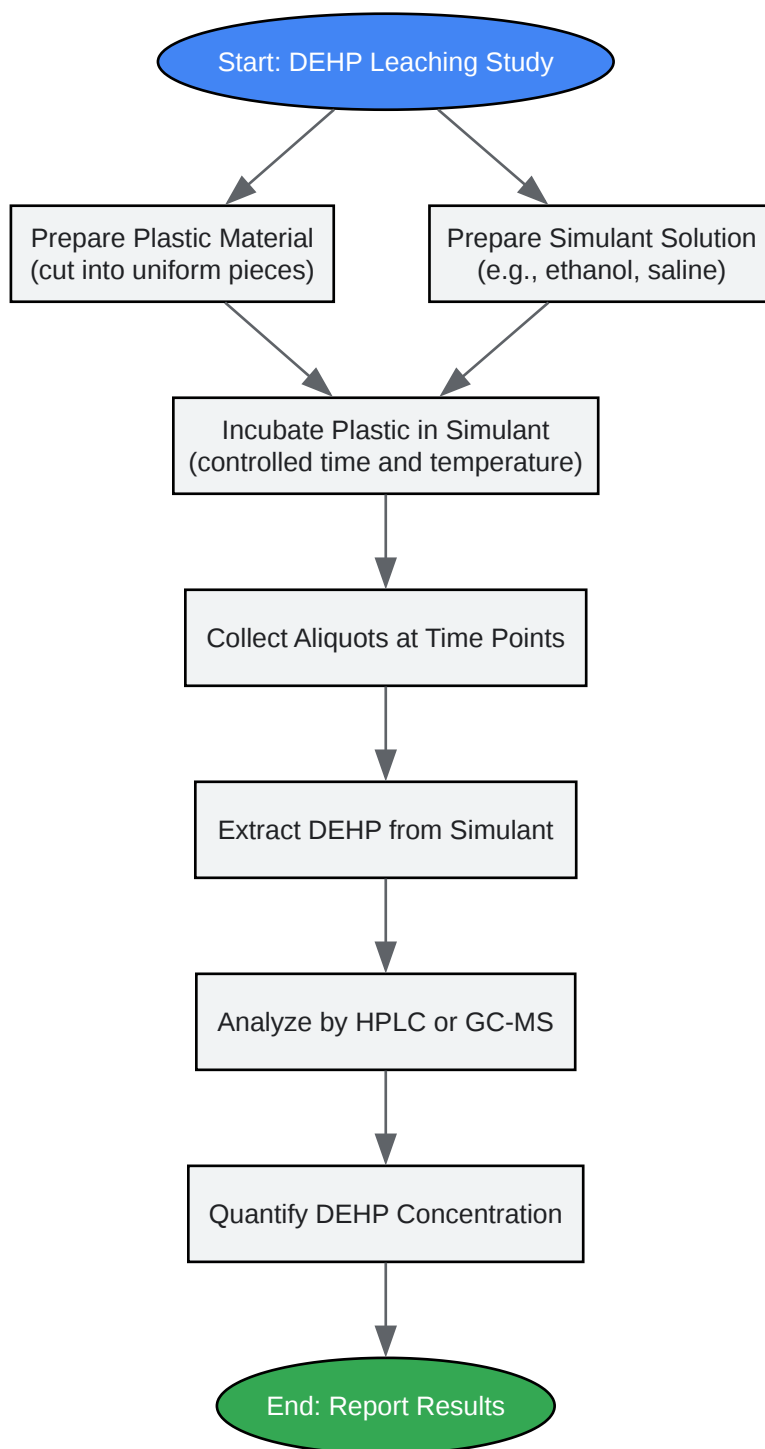 Start: DEHP Leaching Study
Prepare Plastic Material
(cut into uniform pieces)
Prepare Simulant Solution
(e.g., ethanol, saline)
Incubate Plastic in Simulant
(controlled time and temperature)
Collect Aliquots at Time Points
Extract DEHP from Simulant
Analyze by HPLC or GC-MS
Quantify DEHP Concentration
End: Report Results